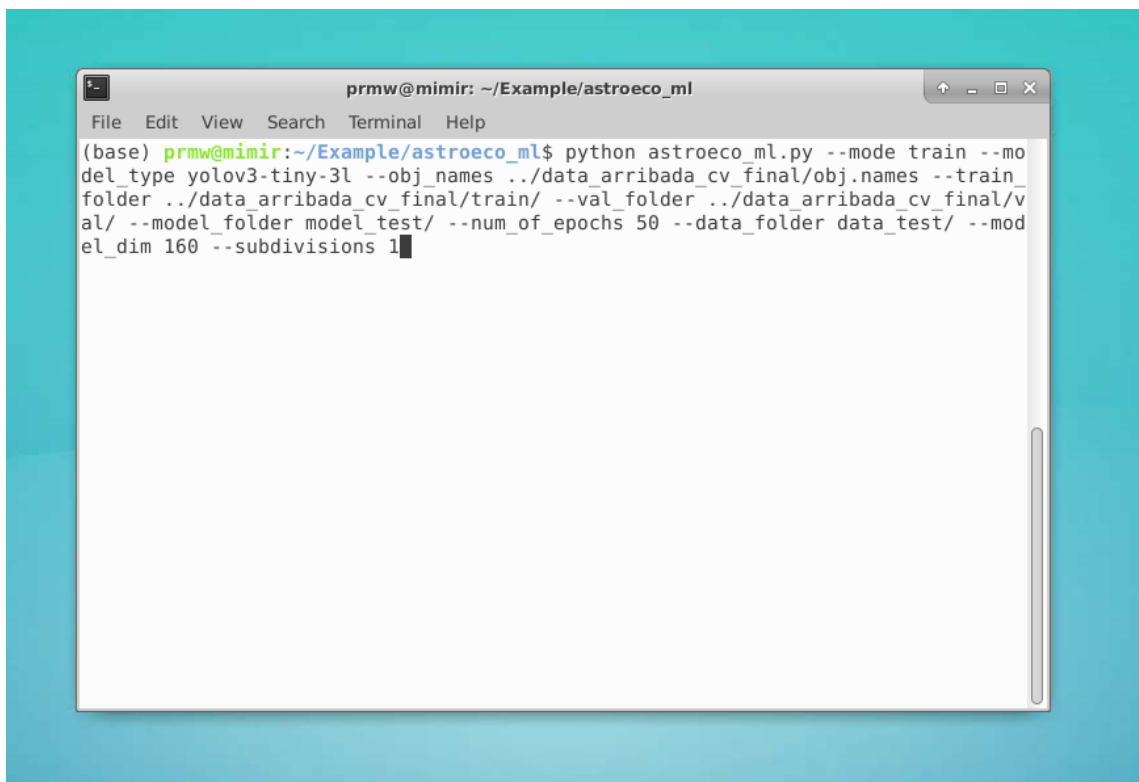 prmw@mimir: ~/Example/astroeco_ml
File Edit View Search Terminal Help
(base) prmw@mimir:~/Example/astroeco_ml$ python astroeco_ml.py --mode train --mo
del_type yolov3-tiny-3l --obj_names ../data_arribada_cv_final/obj.names --train_
folder ../data_arribada_cv_final/train/ --val_folder ../data_arribada_cv_final/v
al/ --model_folder model_test/ --num_of_epochs 50 --data_folder data_test/ --mod
el_dim 160 --subdivisions 1